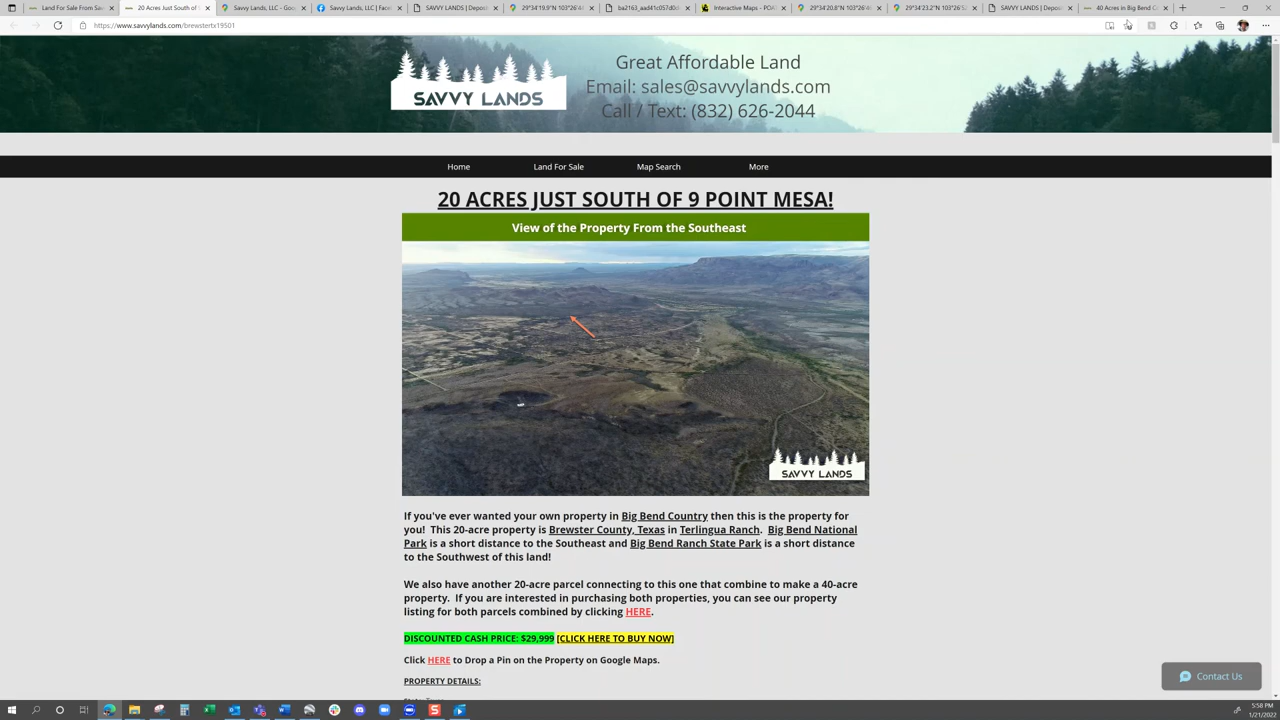 Land For Sale From Sav
20 Acres Just South of
Savvy Lands, LLC - Goo
Savvy Lands, LLC | Face
SAVVY LANDS | Deposi
29°34'19.9"N 103°26'4
ba2163_aad41c057d0d4
Interactive Maps - POA
29°34'20.8"N 103°26'4
29°34'23.2"N 103°26'5
SAVVY LANDS | Deposi
40 Acres in Big Bend C
https://www.savvylands.com/brewstertx19501
SAVVY LANDS
Great Affordable Land
Email: sales@savvylands.com
Call / Text: (832) 626-2044
Home Land For Sale Map Search More
20 ACRES JUST SOUTH OF 9 POINT MESA!
View of the Property From the Southeast
SAVVY LANDS
If you've ever wanted your own property in Big Bend Country then this is the property for
you! This 20-acre property is Brewster County, Texas in Terlingua Ranch. Big Bend National
Park is a short distance to the Southeast and Big Bend Ranch State Park is a short distance
to the Southwest of this land!
We also have another 20-acre parcel connecting to this one that combine to make a 40-acre
property. If you are interested in purchasing both properties, you can see our property
listing for both parcels combined by clicking HERE.
DISCOUNTED CASH PRICE: $29,999 [CLICK HERE TO BUY NOW]
Click HERE to Drop a Pin on the Property on Google Maps.
PROPERTY DETAILS:
Contact Us
5:58 PM
1/21/2022